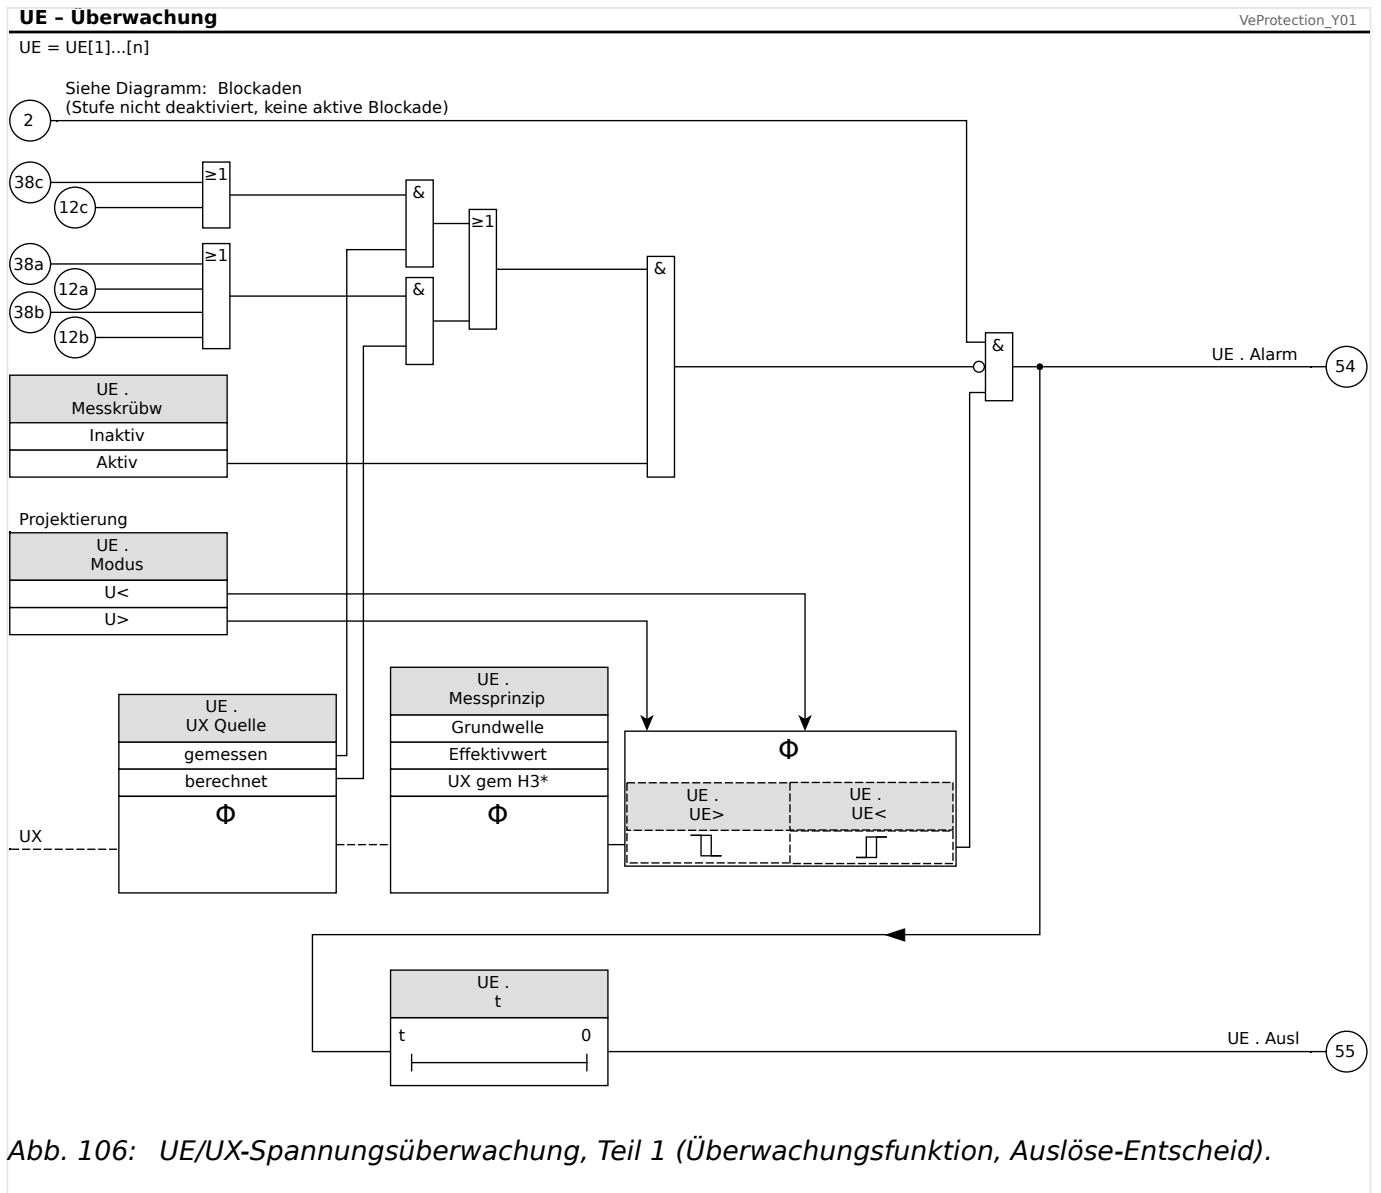 UE – Überwachung
VeProtection_Y01
UE = UE[1]...[n]
Siehe Diagramm: Blockaden
(Stufe nicht deaktiviert, keine aktive Blockade)
2
38c
12c
≥1
&
≥1
38a
12a
38b
12b
≥1
&
&
&
UE . Alarm
54
UE .
Messkrübw
Inaktiv
Aktiv
Projektierung
UE .
Modus
U<
U>
UE .
UX Quelle
gemessen
berechnet
Φ
UX
UE .
Messprinzip
Grundwelle
Effektivwert
UX gem H3*
Φ
Φ
UE .
UE>
UE .
UE<
UE .
t
t
0
UE . Ausl
55
Abb. 106: UE/UX-Spannungsüberwachung, Teil 1 (Überwachungsfunktion, Auslöse-Entscheid).